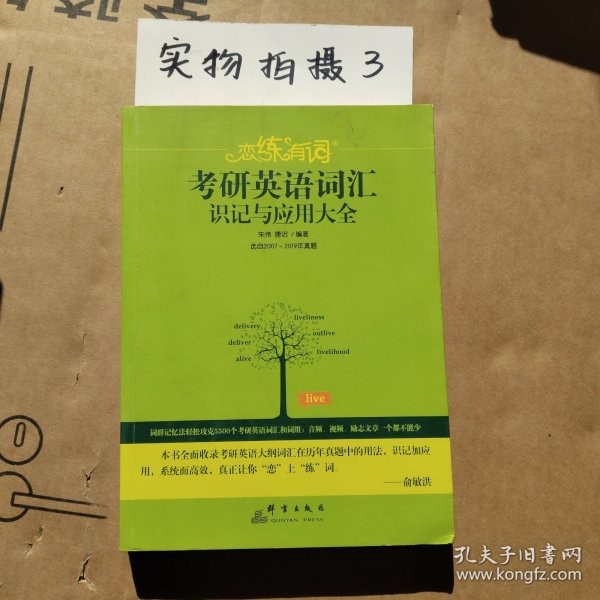 实物拍摄3
恋练有词®
考研英语词汇
识记与应用大全
朱伟 唐迟 / 编著
选自2007-2019年真题
liveliness
delivery
outlive
deliver
livelihood
alive
live
词群记忆法轻松攻克5500个考研英语词汇和词组；音频、视频、励志文章一个都不能少
本书全面收录考研英语大纲词汇在历年真题中的用法，识记加应
用，系统而高效，真正让你“恋”上“练”词。
——俞敏洪
群言出版社
QUNYAN PRESS
孔夫子旧书网
www.kongfz.com